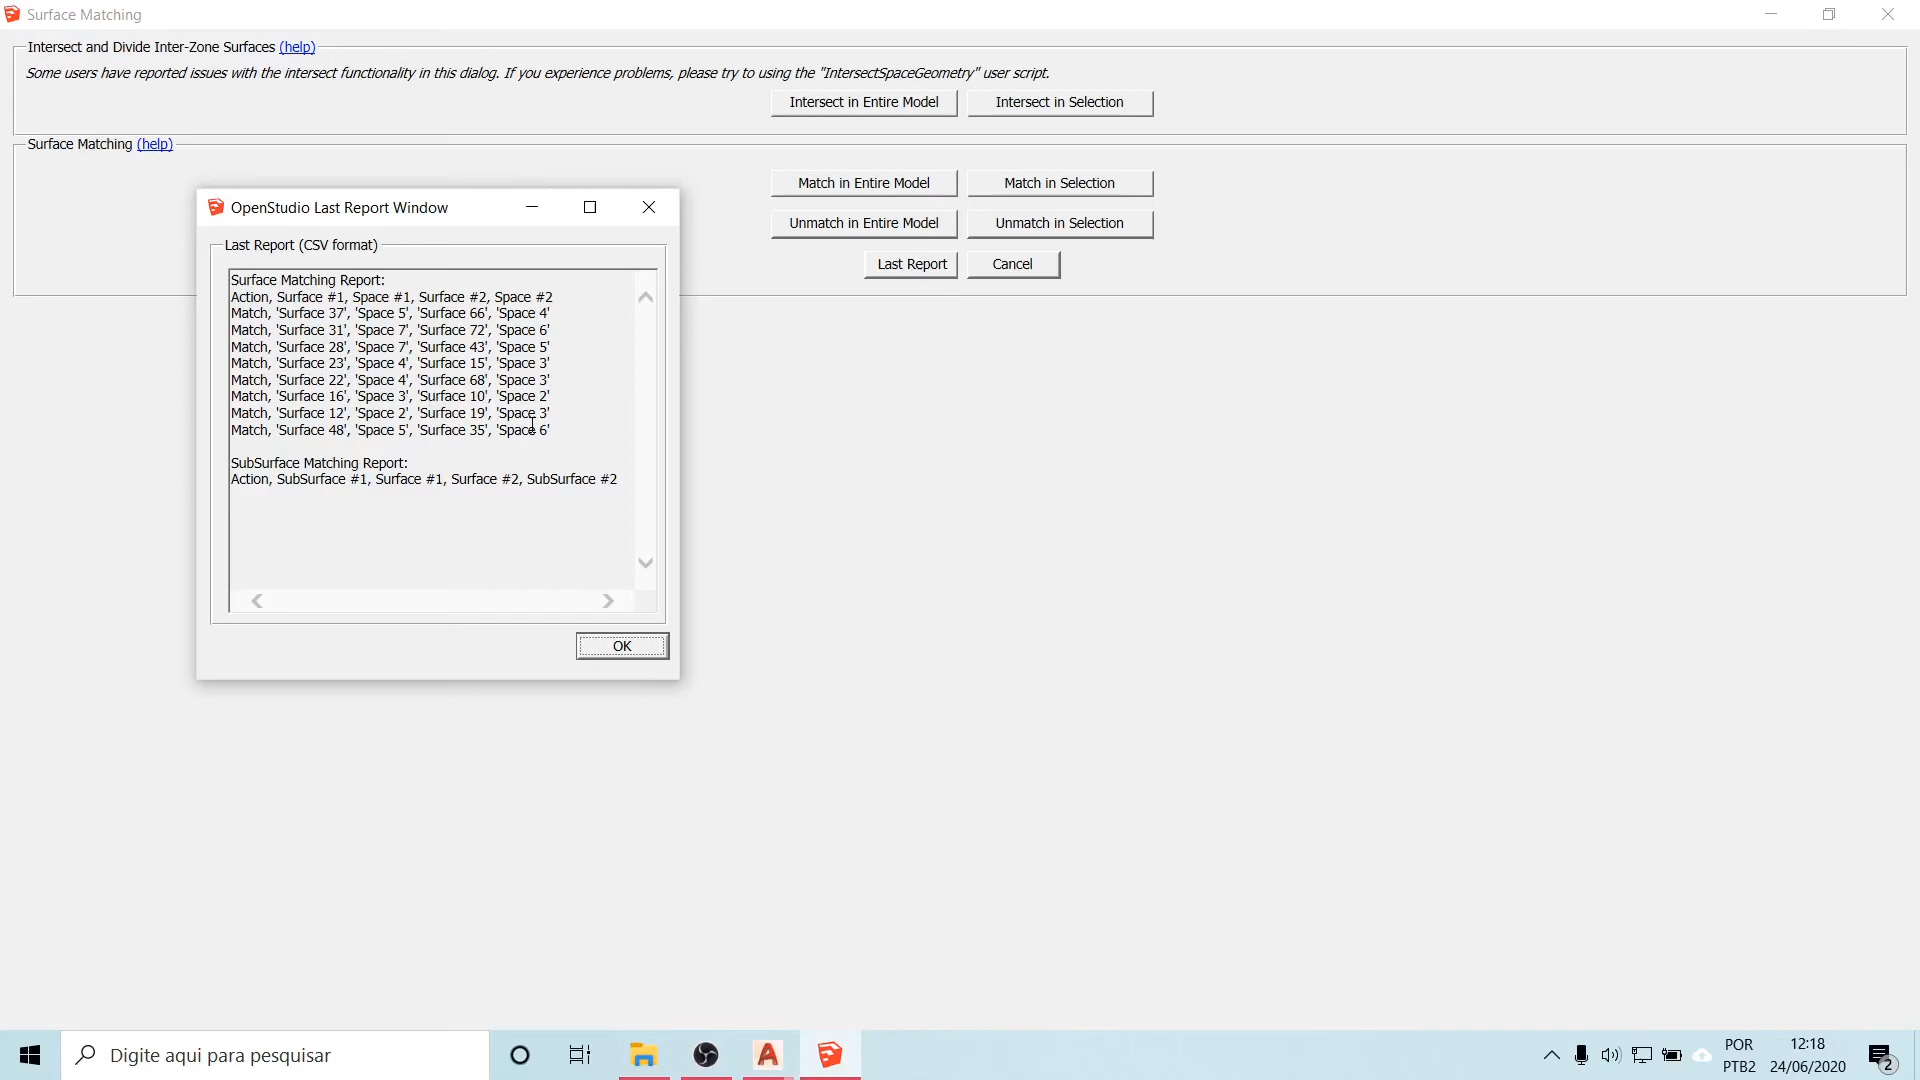 Surface Matching
Intersect and Divide Inter-Zone Surfaces (help)
Some users have reported issues with the intersect functionality in this dialog. If you experience problems, please try to using the "IntersectSpaceGeometry" user script.
Intersect in Entire Model
Intersect in Selection
Surface Matching (help)
Match in Entire Model
Match in Selection
Unmatch in Entire Model
Unmatch in Selection
Last Report
Cancel
OpenStudio Last Report Window
Last Report (CSV format)
Surface Matching Report:
Action, Surface #1, Space #1, Surface #2, Space #2
Match, 'Surface 37', 'Space 5', 'Surface 66', 'Space 4'
Match, 'Surface 31', 'Space 7', 'Surface 72', 'Space 6'
Match, 'Surface 28', 'Space 7', 'Surface 43', 'Space 5'
Match, 'Surface 23', 'Space 4', 'Surface 15', 'Space 3'
Match, 'Surface 22', 'Space 4', 'Surface 68', 'Space 3'
Match, 'Surface 16', 'Space 3', 'Surface 10', 'Space 2'
Match, 'Surface 12', 'Space 2', 'Surface 19', 'Space 3'
Match, 'Surface 48', 'Space 5', 'Surface 35', 'Space 6'
SubSurface Matching Report:
Action, SubSurface #1, Surface #1, Surface #2, SubSurface #2
OK
Digite aqui para pesquisar
POR
PTB2
12:18
24/06/2020
2